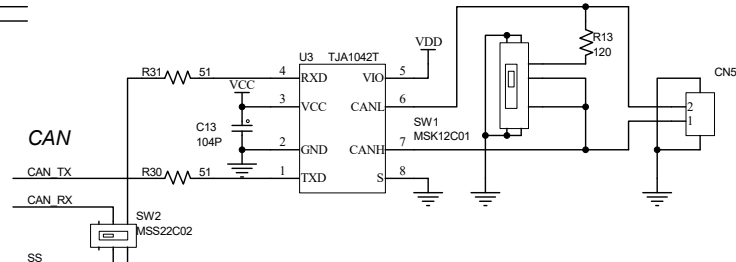 R13
120
U3 TJA1042T
VDD
CN5
R31 51 4 RXD VIO 5
VCC
3 VCC CANL 6
2
C13
104P
SW1
MSK12C01
1
CAN
2 GND CANH 7
CAN_TX R30 51 1 TXD S 8
CAN_RX
SW2
MSS22C02
SS